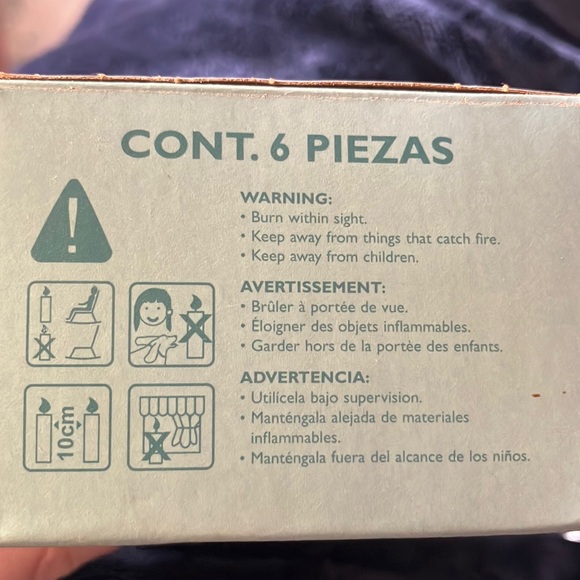 CONT. 6 PIEZAS
!
WARNING:
• Burn within sight.
• Keep away from things that catch fire.
• Keep away from children.
AVERTISSEMENT:
• Brûler à portée de vue.
• Éloigner des objets inflammables.
• Garder hors de la portèe des enfants.
ADVERTENCIA:
• Utilícela bajo supervision.
• Manténgala alejada de materiales
inflammables.
• Manténgala fuera del alcance de los niños.
10cm